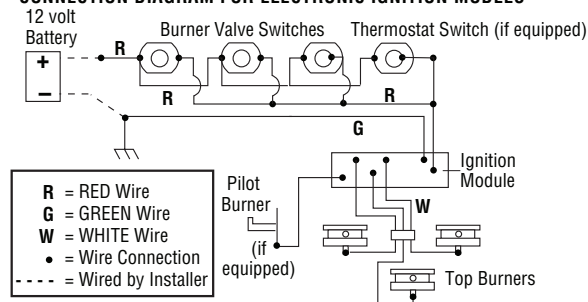 CONNECTION DIAGRAM FOR ELECTRONIC IGNITION MODELS
12 volt
Battery
Burner Valve Switches
Thermostat Switch (if equipped)
+
–
R
R
R
G
Ignition
Module
W
Pilot
Burner
(if
equipped)
Top Burners
R = RED Wire
G = GREEN Wire
W = WHITE Wire
• = Wire Connection
---- = Wired by Installer